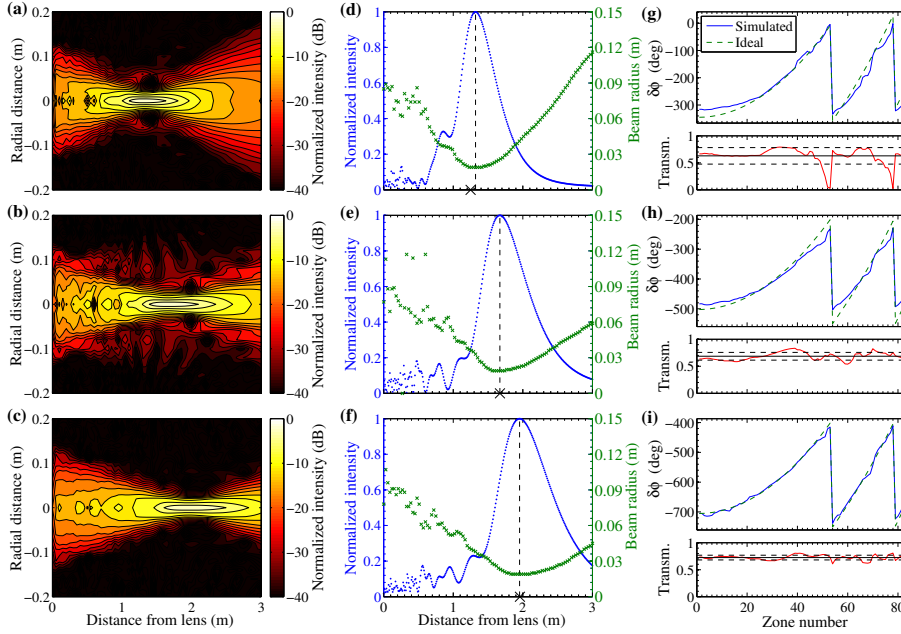 (a)
0.2
0.1
0
−0.1
−0.2
Radial distance (m)
0
−10
−20
−30
−40
Normalized intensity (dB)
(d)
1
0.8
0.6
0.4
0.2
0
Normalized intensity
0.15
0.12
0.09
0.06
0.03
0
Beam radius (m)
(g)
Simulated
Ideal
0
−100
−200
−300
δϕ (deg)
1
0.5
0
Transm.
(b)
0.2
0.1
0
−0.1
−0.2
Radial distance (m)
0
−10
−20
−30
−40
Normalized intensity (dB)
(e)
1
0.8
0.6
0.4
0.2
0
Normalized intensity
0.15
0.12
0.09
0.06
0.03
0
Beam radius (m)
(h)
−200
−300
−400
−500
δϕ (deg)
1
0.5
0
Transm.
(c)
0.2
0.1
0
−0.1
−0.2
Radial distance (m)
0 1 2 3
Distance from lens (m)
0
−10
−20
−30
−40
Normalized intensity (dB)
(f)
1
0.8
0.6
0.4
0.2
0
Normalized intensity
0 1 2 3
Distance from lens (m)
0.15
0.12
0.09
0.06
0.03
0
Beam radius (m)
(i)
−400
−500
−600
−700
δϕ (deg)
1
0.5
0
Transm.
0 20 40 60 80
Zone number